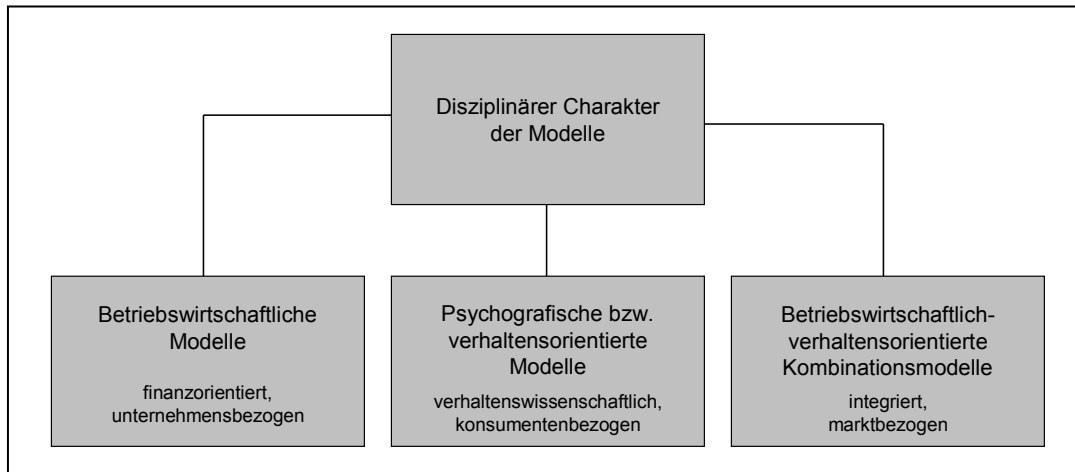 Disziplinärer Charakter
der Modelle
Betriebswirtschaftliche
Modelle
finanzorientiert,
unternehmensbezogen
Psychografische bzw.
verhaltensorientierte
Modelle
verhaltenswissenschaftlich,
konsumentenbezogen
Betriebswirtschaftlich-
verhaltensorientierte
Kombinationsmodelle
integriert,
marktbezogen